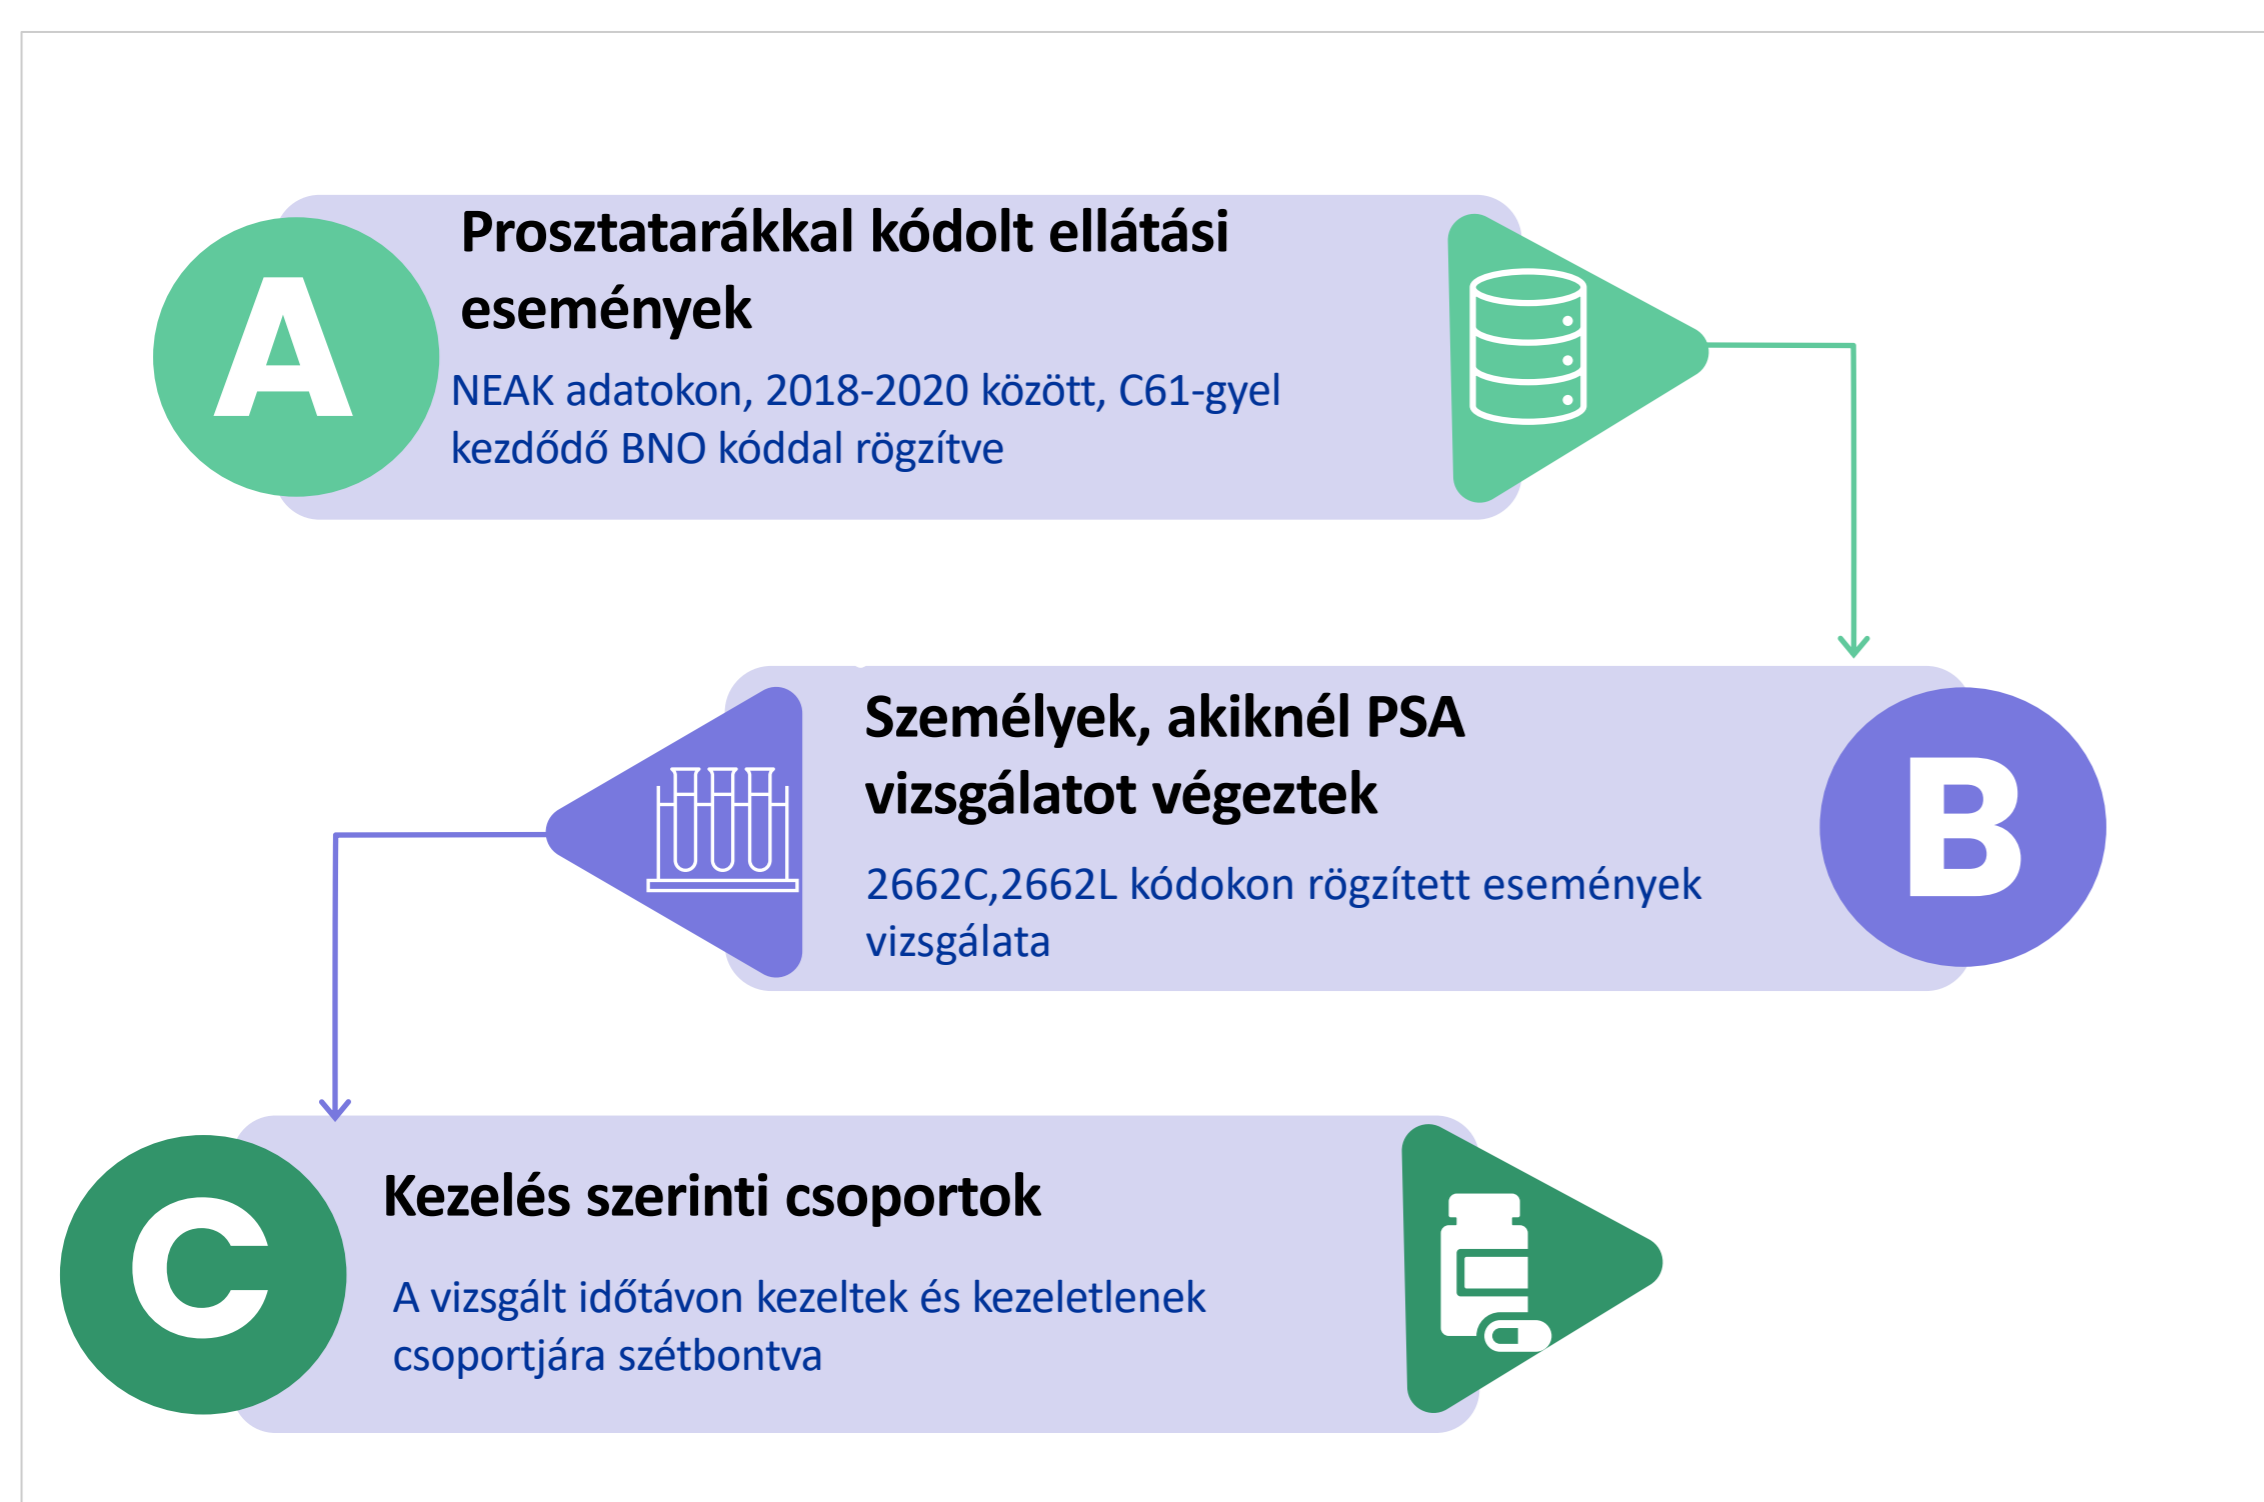 A
Prosztatarákkal kódolt ellátási
események
NEAK adatokon, 2018-2020 között, C61-gyel
kezdődő BNO kóddal rögzítve
Személyek, akiknél PSA
vizsgálatot végeztek
2662C,2662L kódokon rögzített események
vizsgálata
B
C
Kezelés szerinti csoportok
A vizsgált időtávon kezeltek és kezeletlenek
csoportjára szétbontva